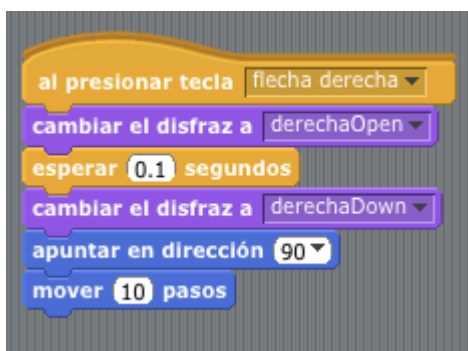 al presionar tecla flecha derecha
cambiar el disfraz a derechaOpen
esperar 0.1 segundos
cambiar el disfraz a derechaDown
apuntar en dirección 90
mover 10 pasos